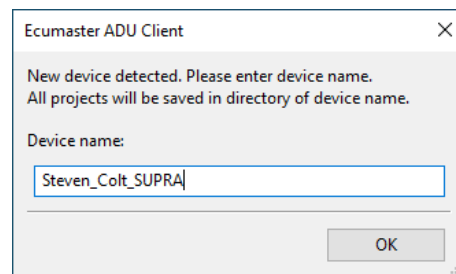 Ecumaster ADU Client
New device detected. Please enter device name.
All projects will be saved in directory of device name.
Device name:
Steven_Colt_SUPRA
OK